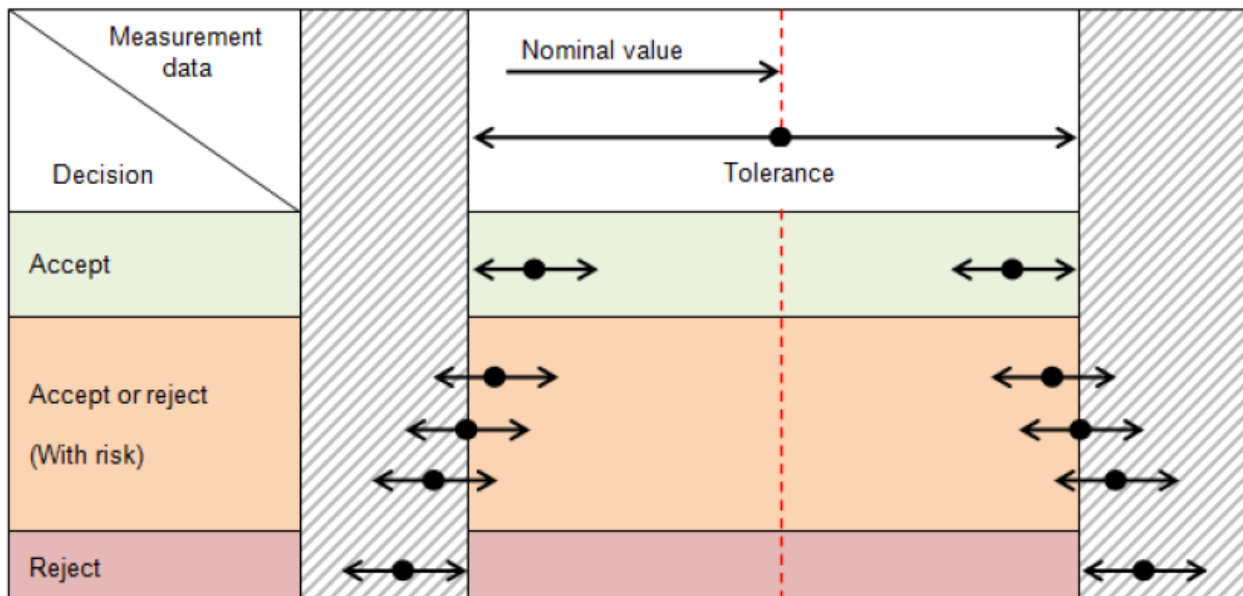 Measurement
data
Nominal value
Decision
Tolerance
Accept
Accept or reject
(With risk)
Reject